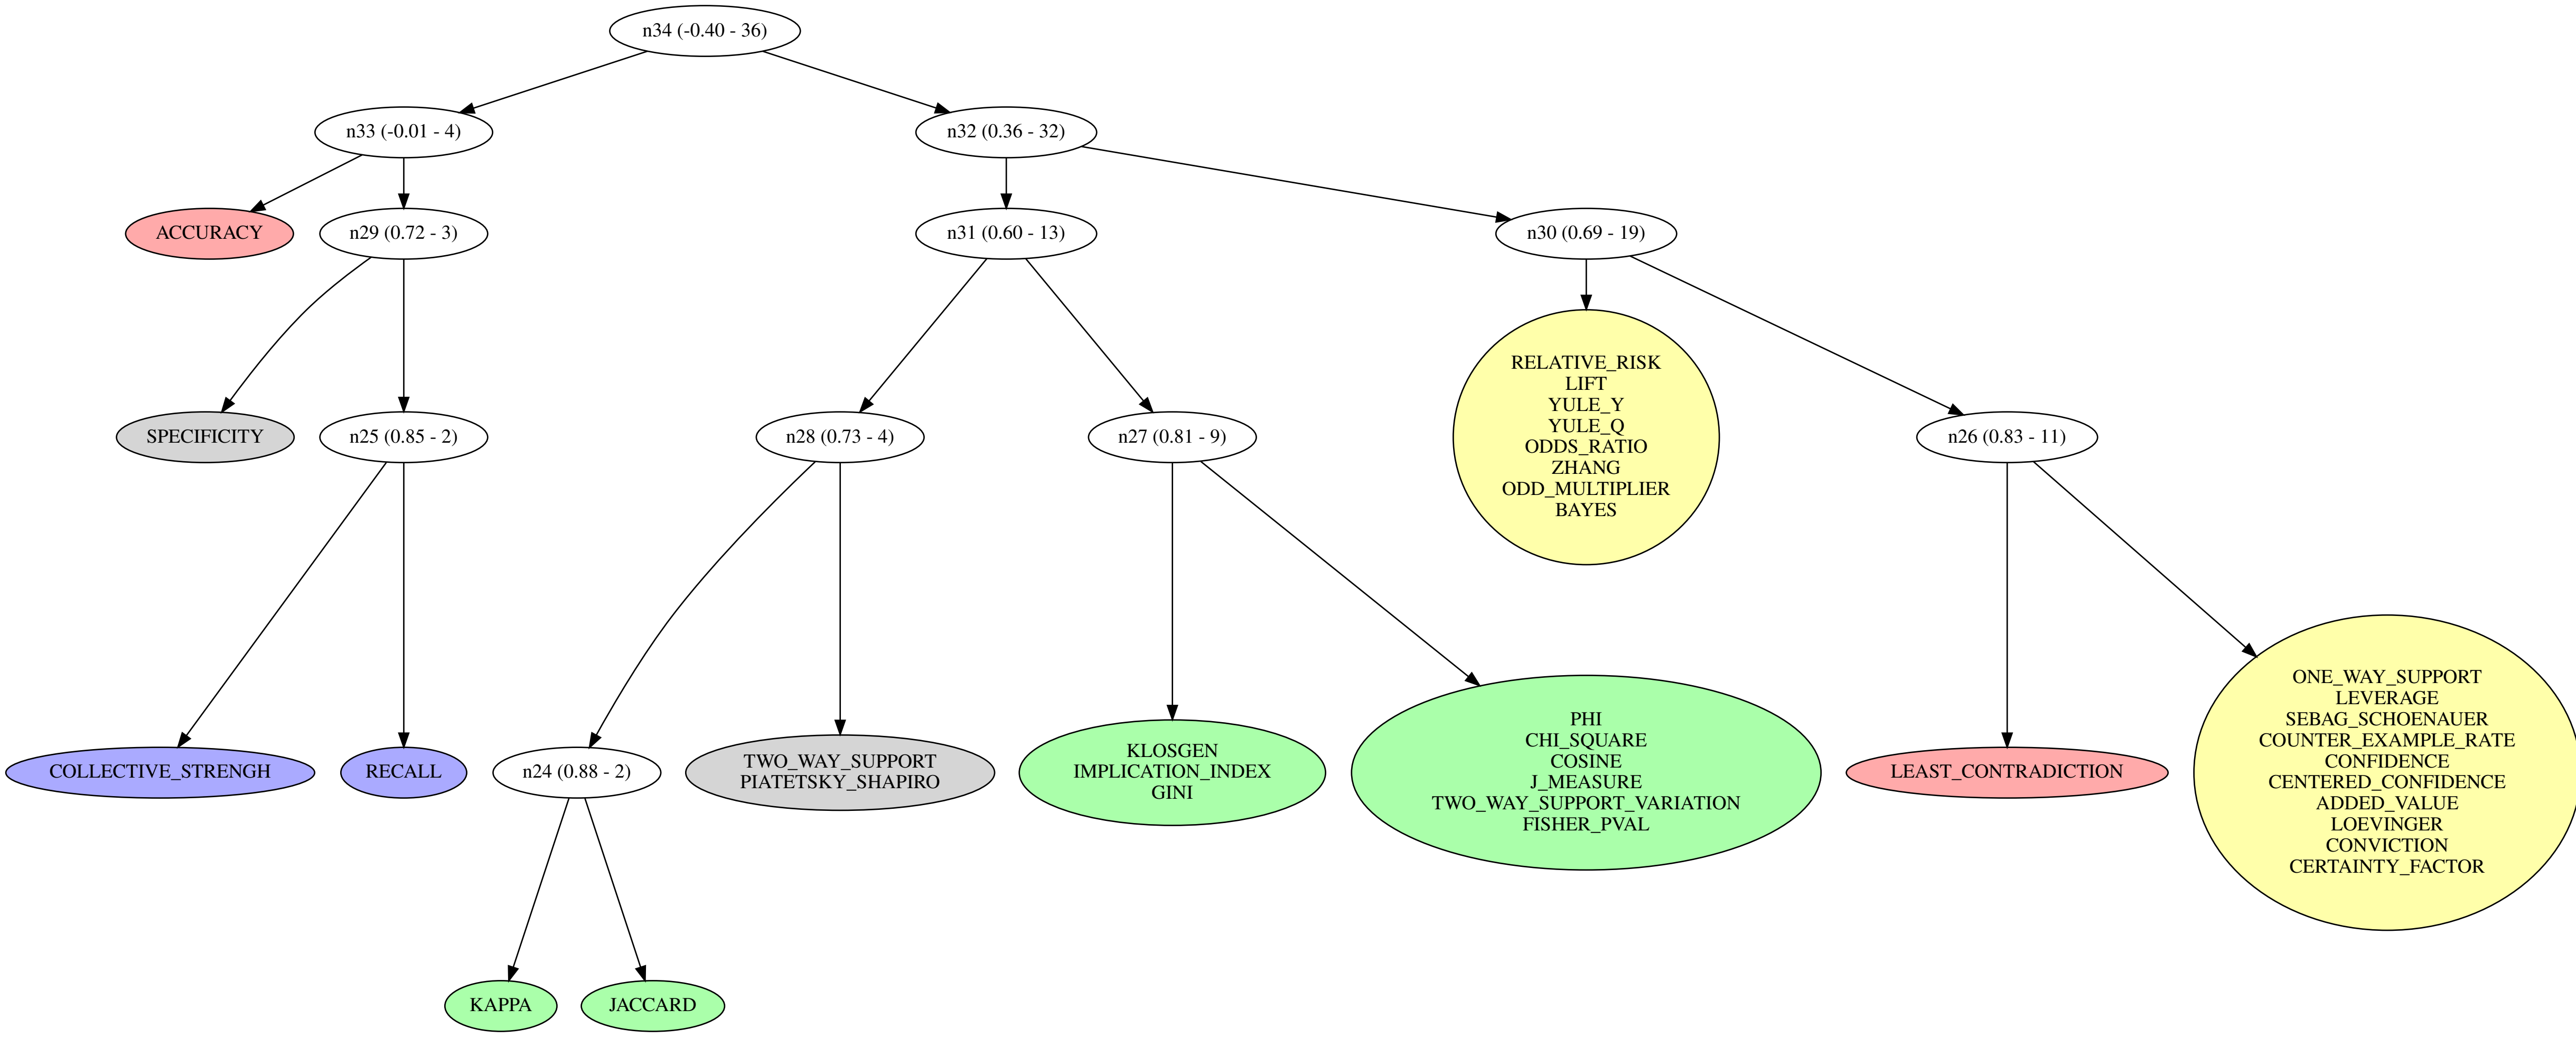 n34 (-0.40 - 36)
n33 (-0.01 - 4)
n32 (0.36 - 32)
ACCURACY
n29 (0.72 - 3)
n31 (0.60 - 13)
n30 (0.69 - 19)
SPECIFICITY
n25 (0.85 - 2)
n28 (0.73 - 4)
n27 (0.81 - 9)
RELATIVE_RISK
LIFT
YULE_Y
YULE_Q
ODDS_RATIO
ZHANG
ODD_MULTIPLIER
BAYES
n26 (0.83 - 11)
COLLECTIVE_STRENGH
RECALL
n24 (0.88 - 2)
TWO_WAY_SUPPORT
PIATETSKY_SHAPIRO
KLOSGEN
IMPLICATION_INDEX
GINI
PHI
CHI_SQUARE
COSINE
J_MEASURE
TWO_WAY_SUPPORT_VARIATION
FISHER_PVAL
LEAST_CONTRADICTION
ONE_WAY_SUPPORT
LEVERAGE
SEBAG_SCHOENAUER
COUNTER_EXAMPLE_RATE
CONFIDENCE
CENTERED_CONFIDENCE
ADDED_VALUE
LOEVINGER
CONVICTION
CERTAINTY_FACTOR
KAPPA
JACCARD